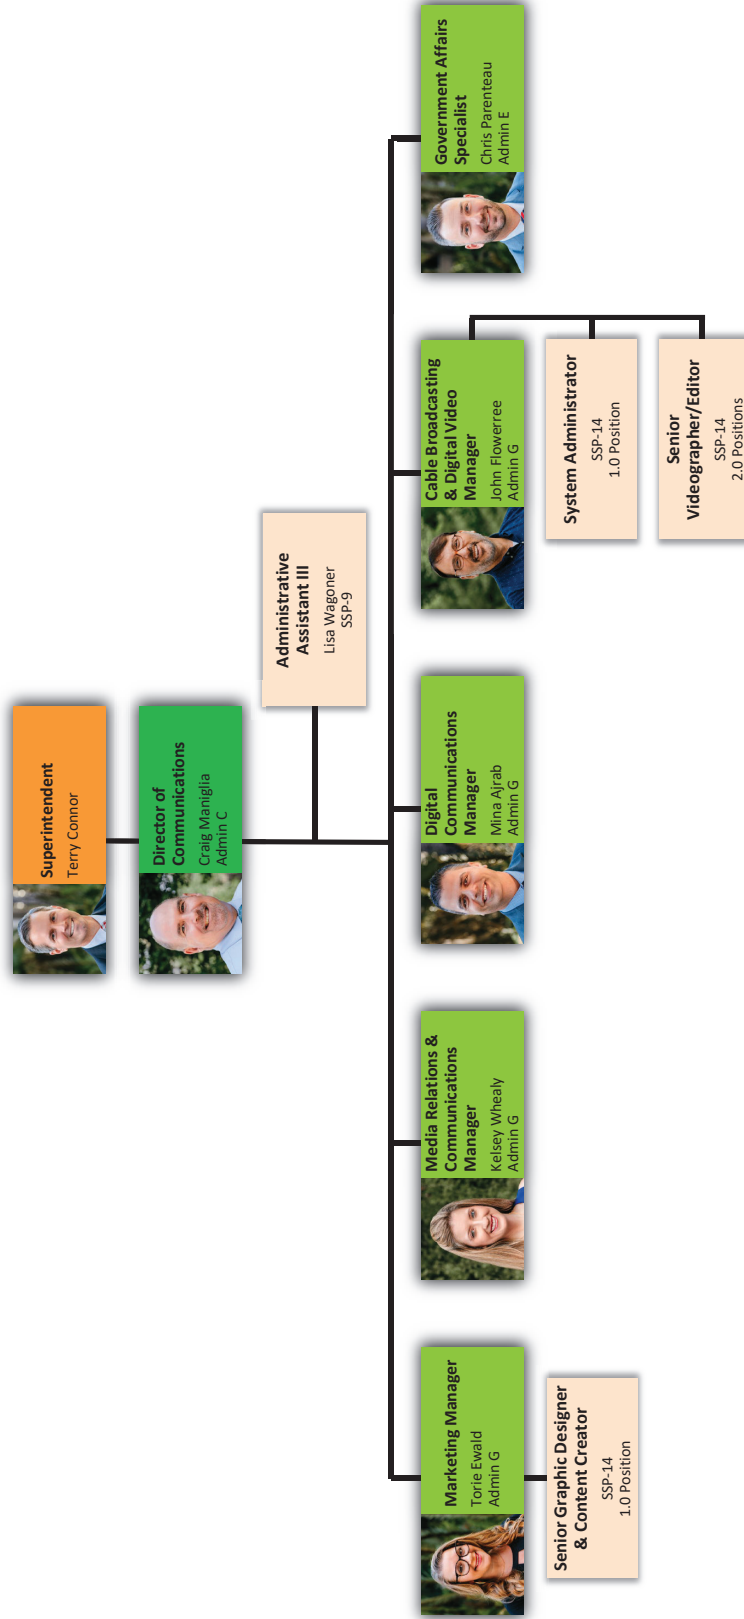 Superintendent
Terry Connor
Director of
Communications
Craig Maniglia
Admin C
Administrative
Assistant III
Lisa Wagoner
SSP-9
Marketing Manager
Torie Ewald
Admin G
Senior Graphic Designer
& Content Creator
SSP-14
1.0 Position
Media Relations &
Communications
Manager
Kelsey Whealy
Admin G
Digital
Communications
Manager
Mina Ajrab
Admin G
Cable Broadcasting
& Digital Video
Manager
John Flowerree
Admin G
System Administrator
SSP-14
1.0 Position
Senior
Videographer/Editor
SSP-14
2.0 Positions
Government Affairs
Specialist
Chris Parenteau
Admin E